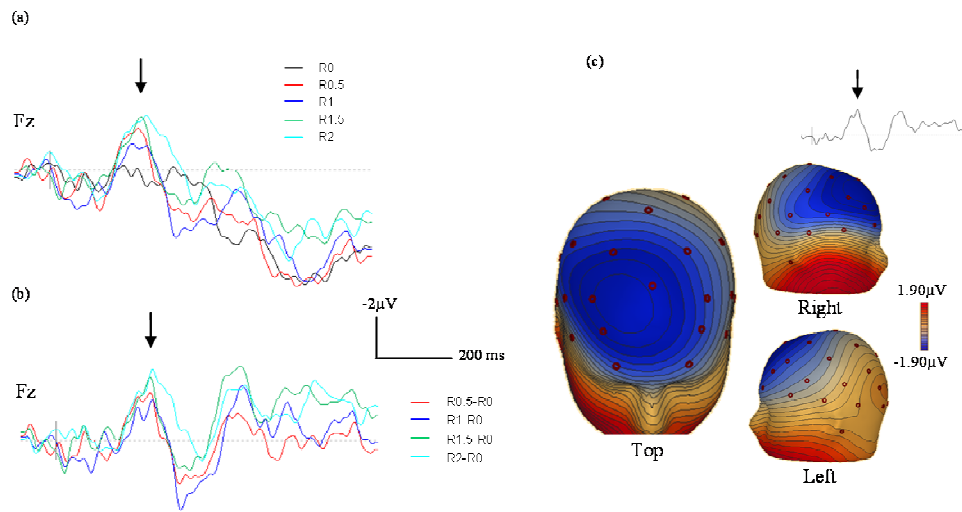 (a)
R0
R0.5
R1
R1.5
R2
Fz
(b)
-2µV
200 ms
Fz
R0.5-R0
R1-R0
R1.5-R0
R2-R0
(c)
Top
Right
1.90µV
-1.90µV
Left